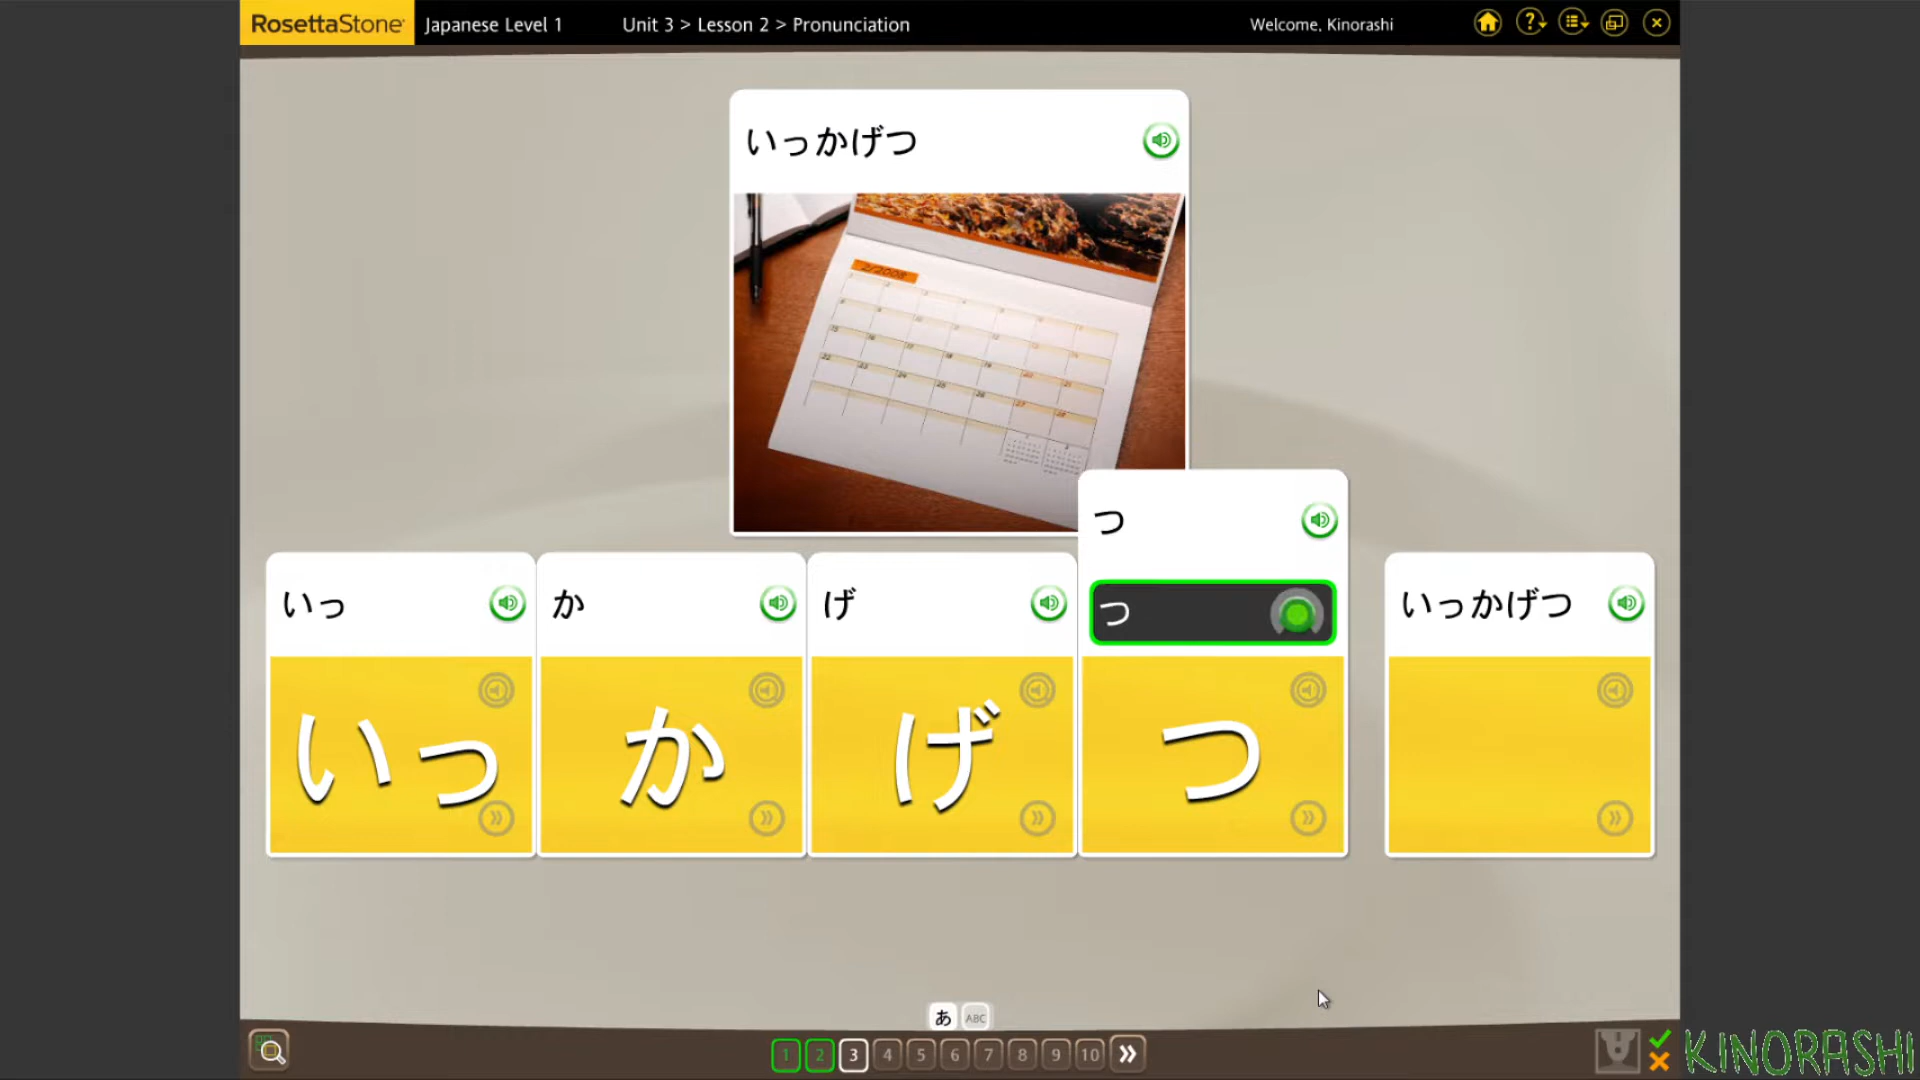 RosettaStone Japanese Level 1 Unit 3 > Lesson 2 > Pronunciation Welcome, Kinorashi
いっかげつ
2/2008
つ
つ
いっ か げ いっかげつ
いっ か げ つ
あ ABC
1 2 3 4 5 6 7 8 9 10
KINORASHI